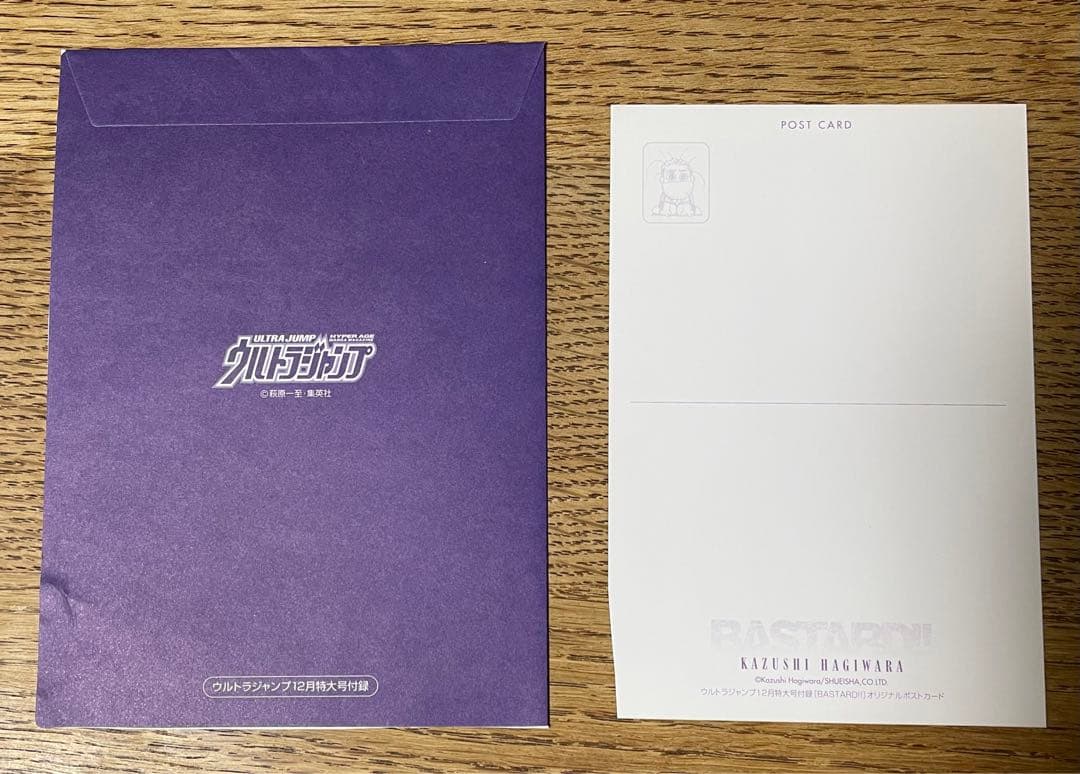 ULTRA JUMP HYPER AGE
MANGA MAGAZINE
ウルトラジャンプ
©萩原一至・集英社
ウルトラジャンプ12月特大号付録
POST CARD
BASTARD!!
KAZUSHI HAGIWARA
©Kazushi Hagiwara/SHUEISHA,CO.LTD.
ウルトラジャンプ12月特大号付録「BASTARD!!」オリジナルポストカード